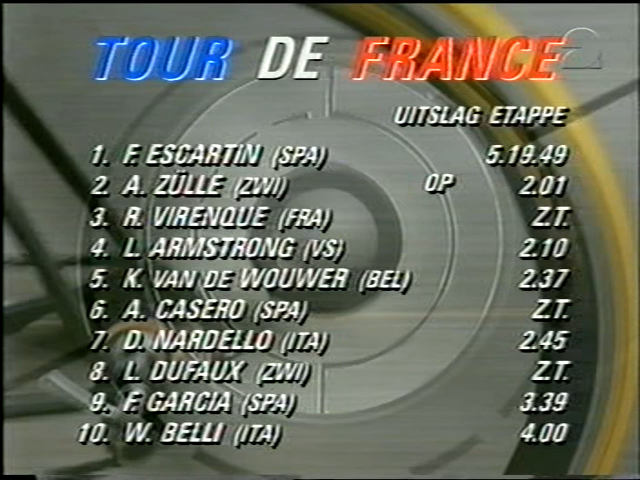 TOUR DE FRANCE 2
UITSLAG ETAPPE
1. F. ESCARTIN (SPA) 5.19.49
2. A. ZÜLLE (ZWI) OP 2.01
3. R. VIRENQUE (FRA) Z.T.
4. L. ARMSTRONG (VS) 2.10
5. K. VAN DE WOUWER (BEL) 2.37
6. A. CASERO (SPA) Z.T.
7. D. NARDELLO (ITA) 2.45
8. L. DUFAUX (ZWI) Z.T.
9. F. GARCIA (SPA) 3.39
10. W. BELLI (ITA) 4.00